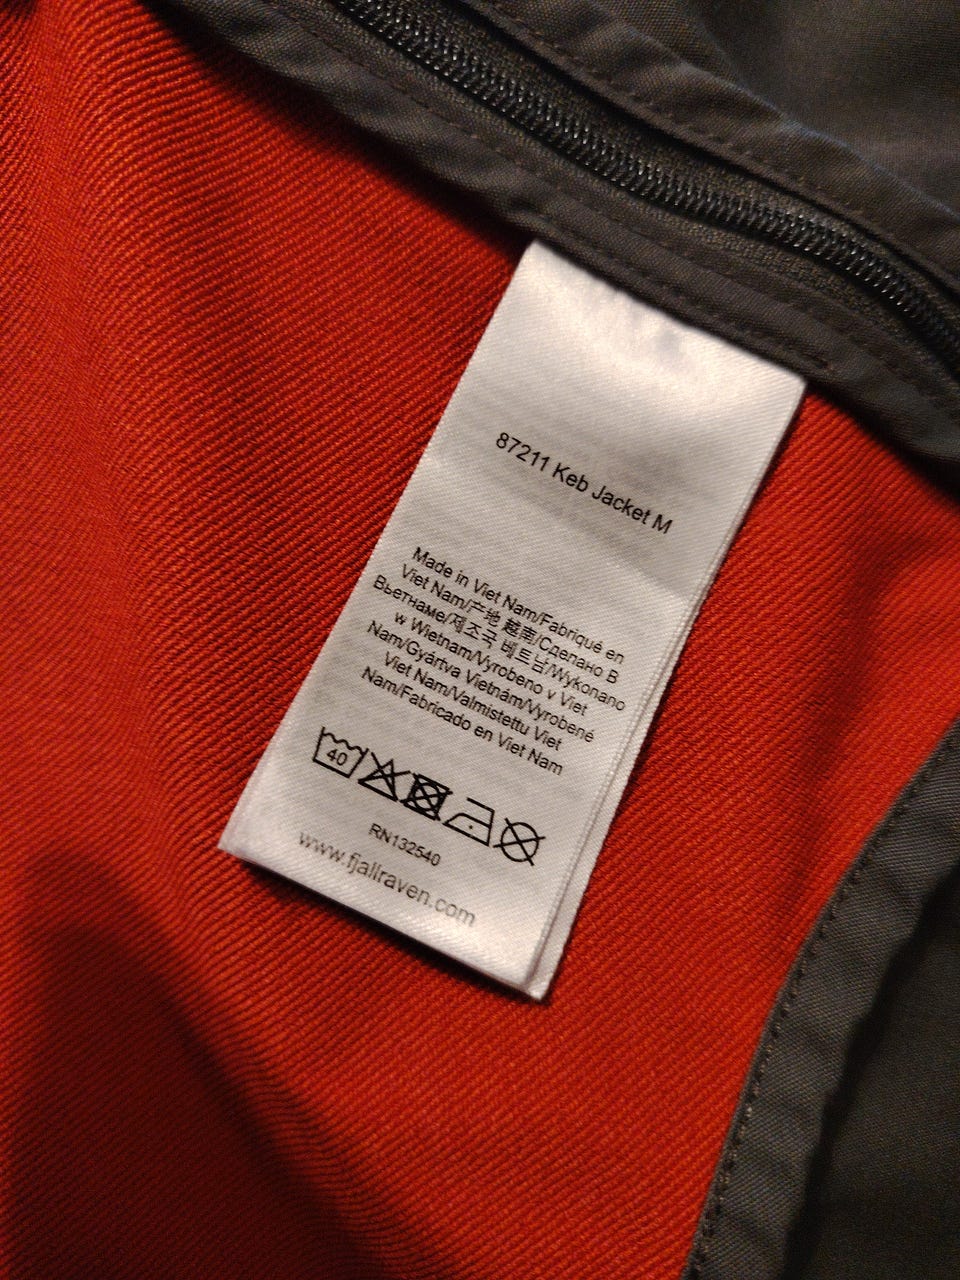 87211 Keb Jacket M
Made in Viet Nam/Fabriqué en
Viet Nam/产地 越南/Сделано В
Вьетнаме/제조국 베트남/Wykonano
w Wietnam/Vyrobeno v Viet
Nam/Gyártva Vietnám/Vyrobené
Viet Nam/Valmistettu Viet
Nam/Fabricado en Viet Nam
40
RN132540
www.fjallraven.com